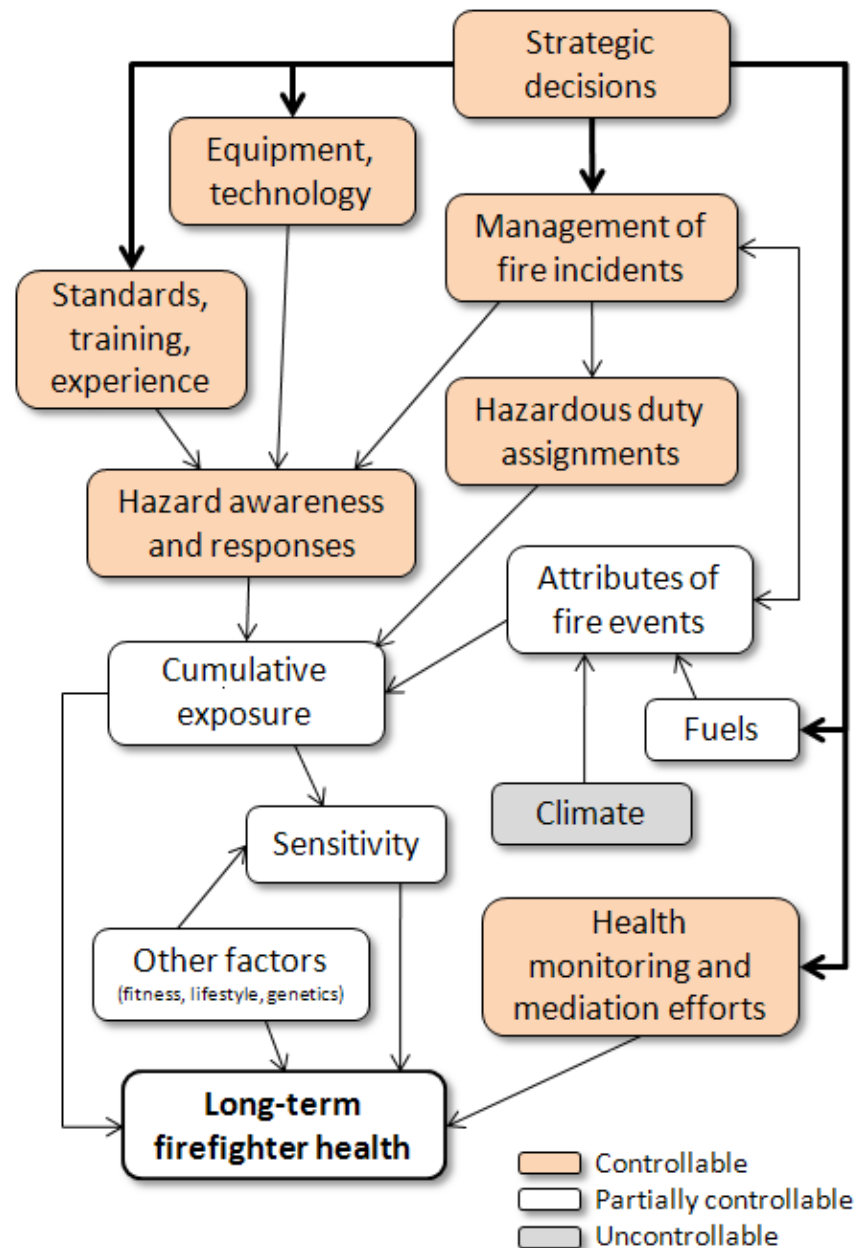 Strategic
decisions
Equipment,
technology
Management of
fire incidents
Standards,
training,
experience
Hazardous duty
assignments
Hazard awareness
and responses
Attributes of
fire events
Cumulative
exposure
Fuels
Climate
Sensitivity
Other factors
(fitness, lifestyle, genetics)
Health
monitoring and
mediation efforts
Long-term
firefighter health
Controllable
Partially controllable
Uncontrollable